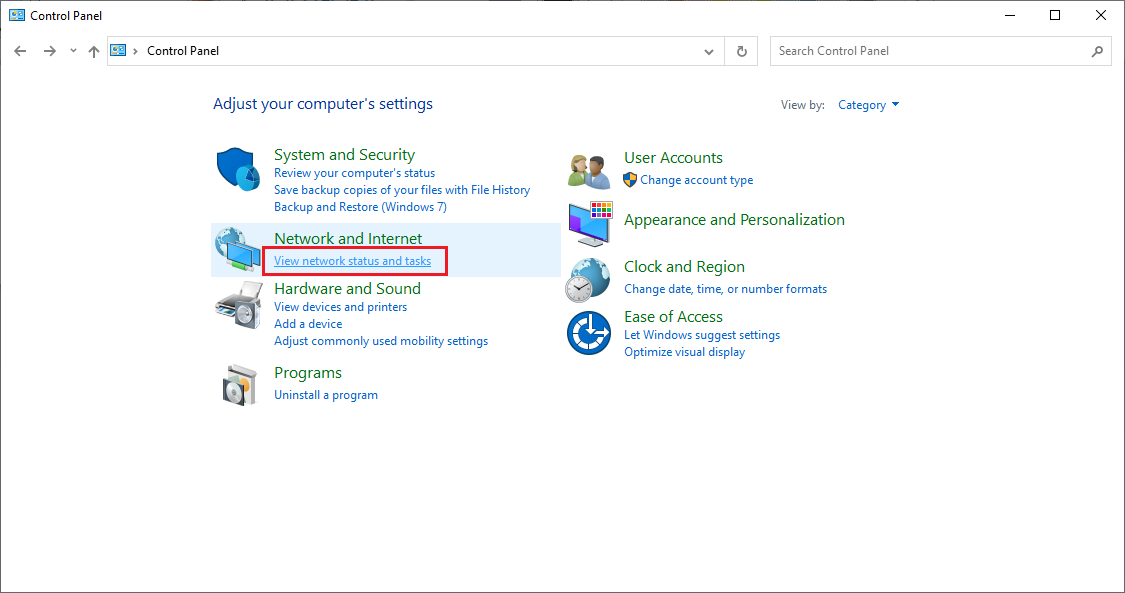 Control Panel
Control Panel
Search Control Panel
Adjust your computer's settings
View by: Category
System and Security
Review your computer's status
Save backup copies of your files with File History
Backup and Restore (Windows 7)
Network and Internet
View network status and tasks
Hardware and Sound
View devices and printers
Add a device
Adjust commonly used mobility settings
Programs
Uninstall a program
User Accounts
Change account type
Appearance and Personalization
Clock and Region
Change date, time, or number formats
Ease of Access
Let Windows suggest settings
Optimize visual display